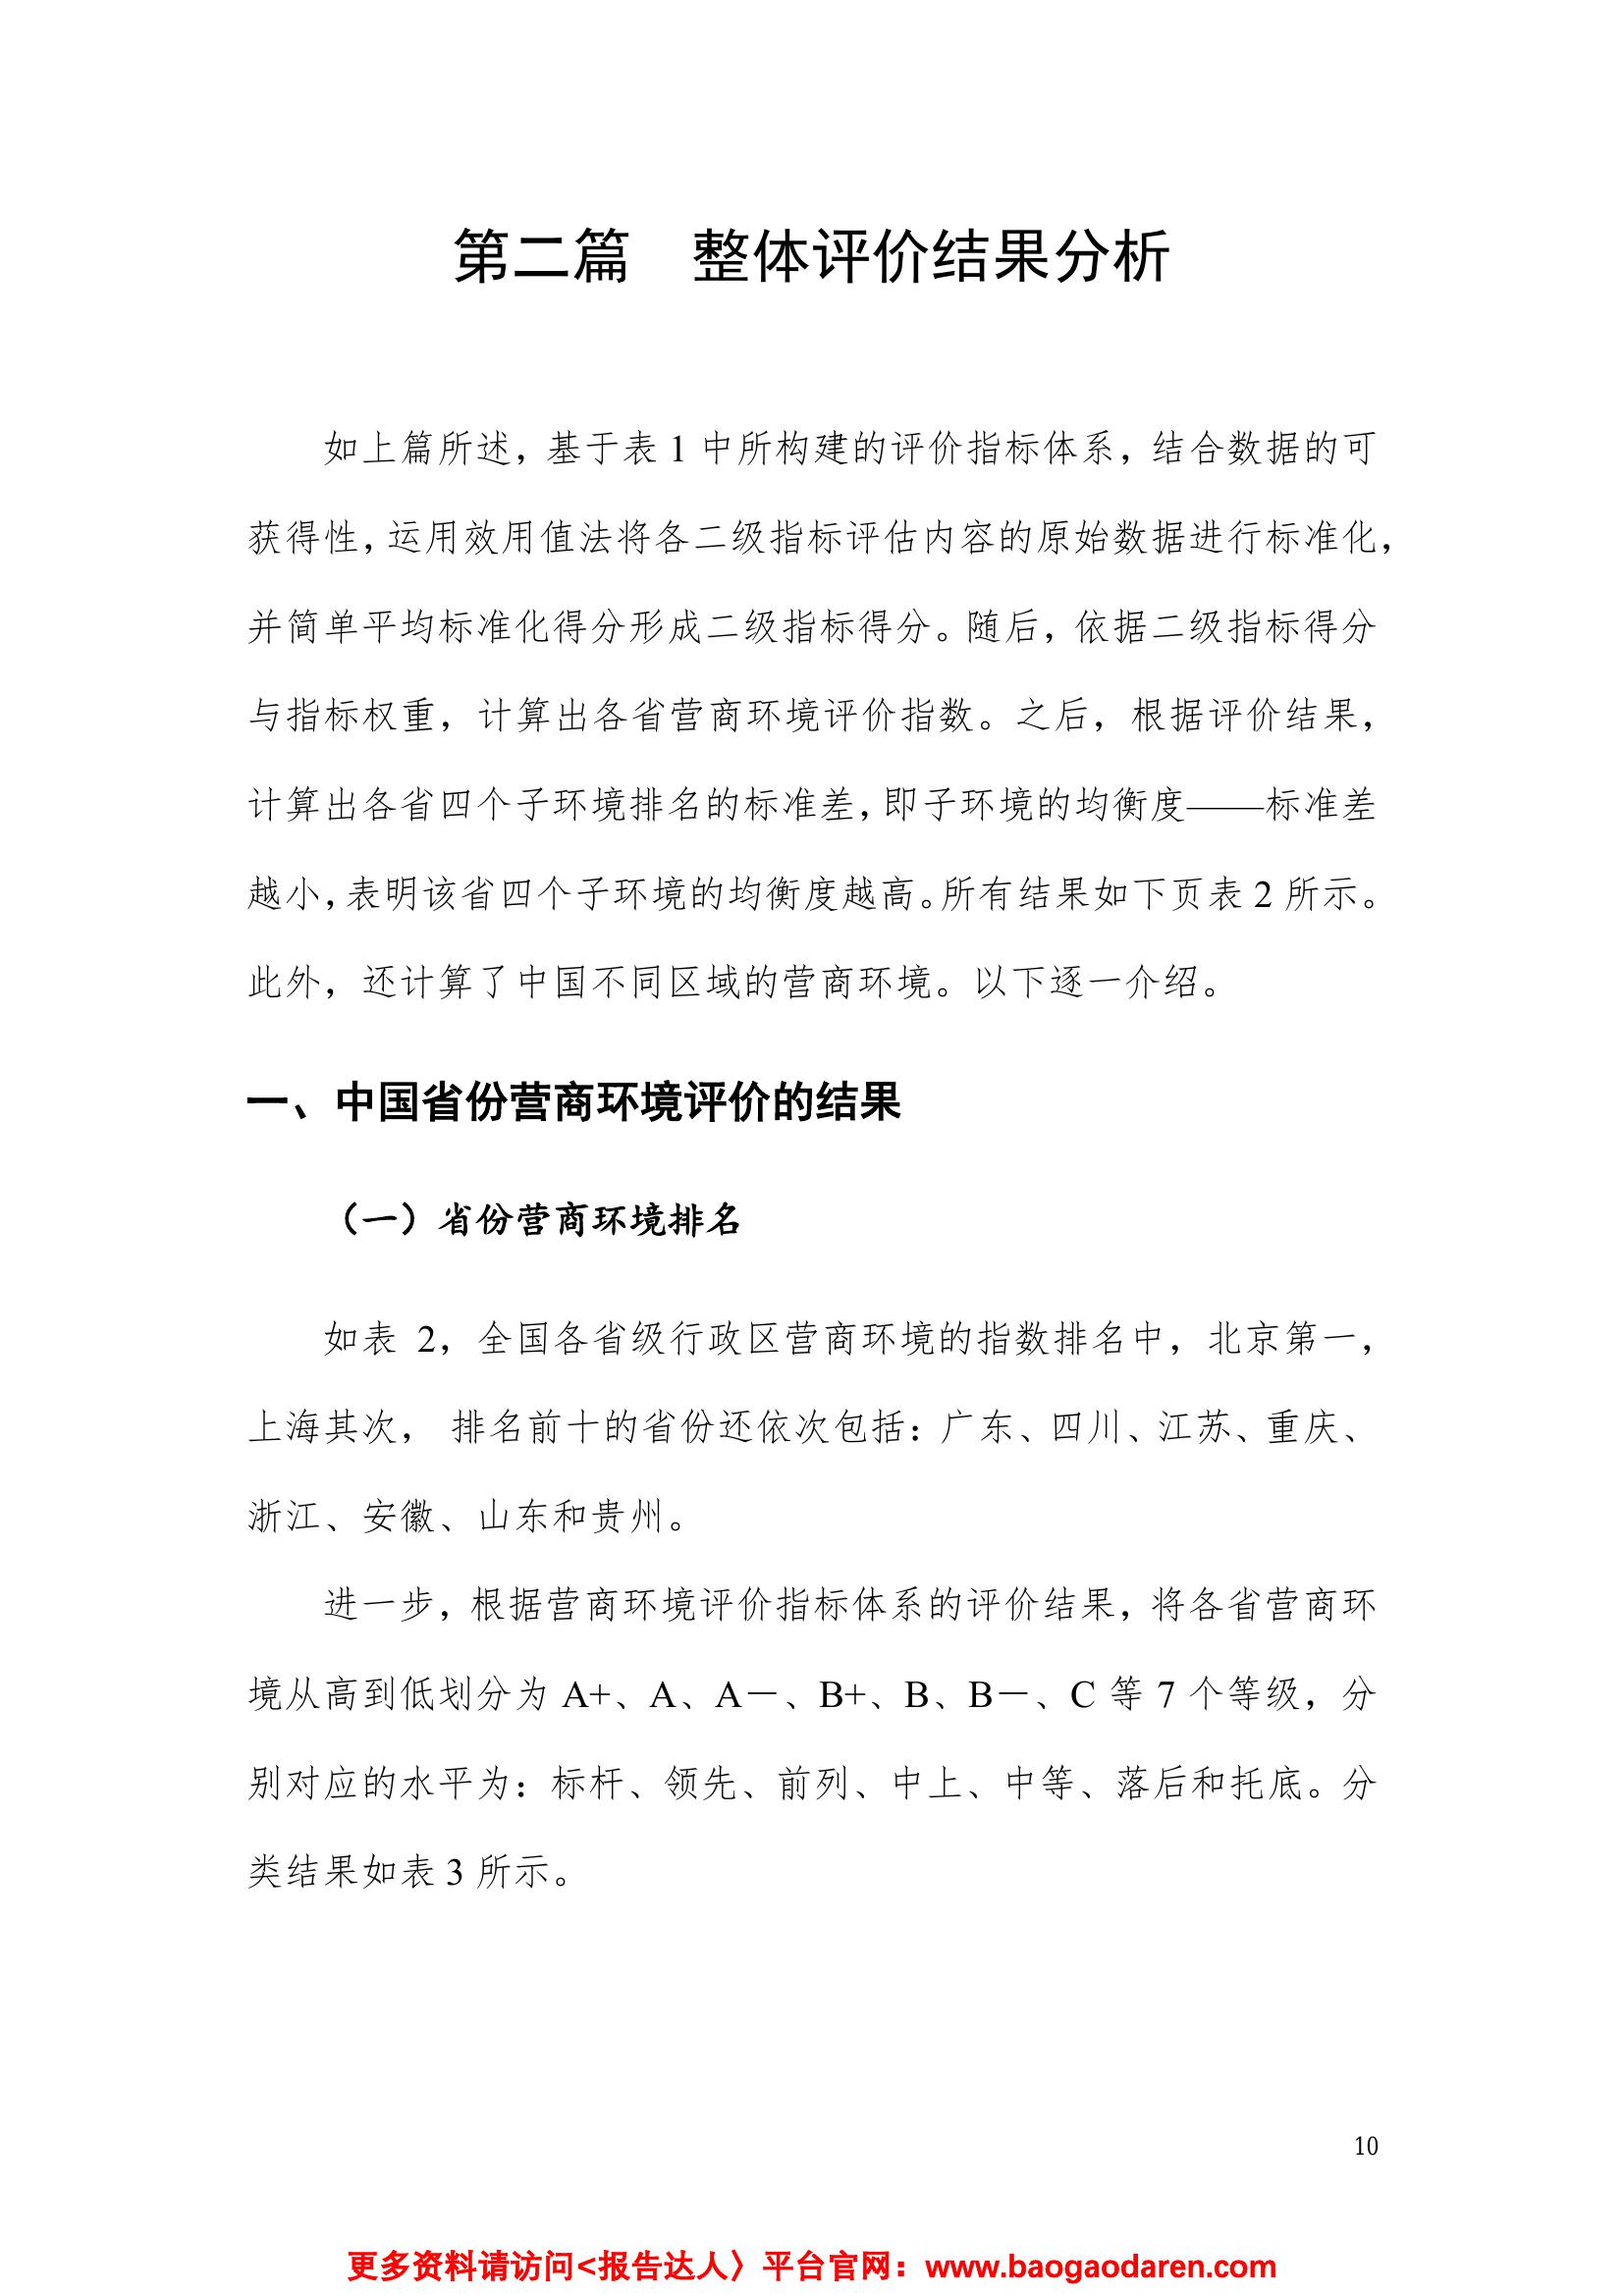 第二篇　整体评价结果分析
如上篇所述，基于表 1 中所构建的评价指标体系，结合数据的可
获得性，运用效用值法将各二级指标评估内容的原始数据进行标准化，
并简单平均标准化得分形成二级指标得分。随后，依据二级指标得分
与指标权重，计算出各省营商环境评价指数。之后，根据评价结果，
计算出各省四个子环境排名的标准差，即子环境的均衡度——标准差
越小，表明该省四个子环境的均衡度越高。所有结果如下页表 2 所示。
此外，还计算了中国不同区域的营商环境。以下逐一介绍。
一、中国省份营商环境评价的结果
（一）省份营商环境排名
如表 2，全国各省级行政区营商环境的指数排名中，北京第一，
上海其次， 排名前十的省份还依次包括：广东、四川、江苏、重庆、
浙江、安徽、山东和贵州。
进一步，根据营商环境评价指标体系的评价结果，将各省营商环
境从高到低划分为 A+、A、A－、B+、B、B－、C 等 7 个等级，分
别对应的水平为：标杆、领先、前列、中上、中等、落后和托底。分
类结果如表 3 所示。
10
更多资料请访问<报告达人〉平台官网：www.baogaodaren.com